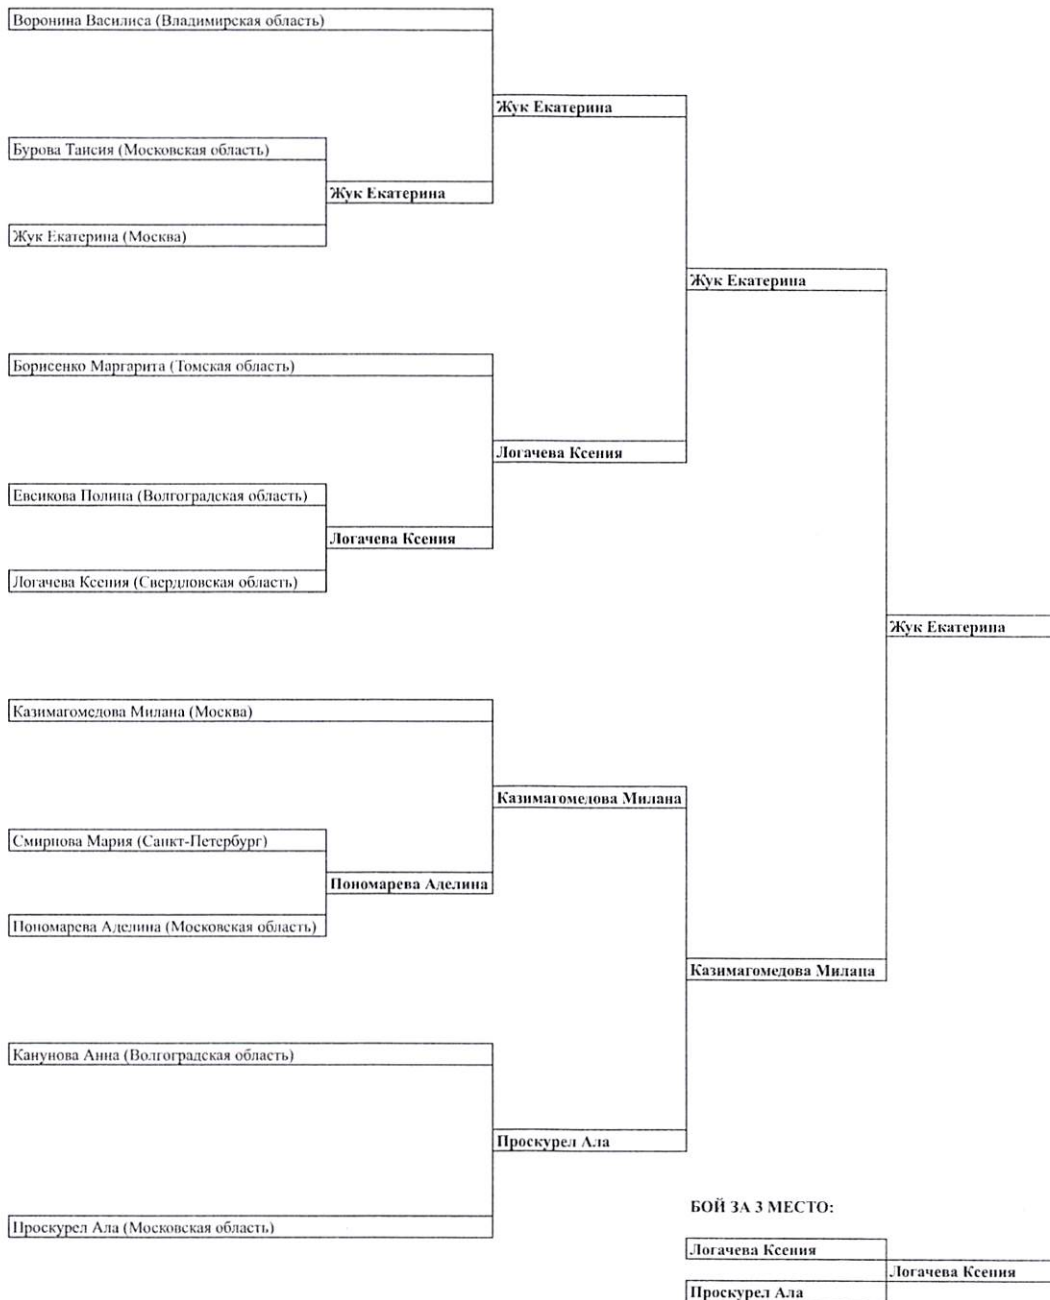 Воронина Василиса (Владимирская область)
Жук Екатерина
Бурова Таисия (Московская область)
Жук Екатерина
Жук Екатерина (Москва)
Жук Екатерина
Борисенко Маргарита (Томская область)
Логачева Ксения
Евсикова Полина (Волгоградская область)
Логачева Ксения
Логачева Ксения (Свердловская область)
Жук Екатерина
Казимагомедова Милана (Москва)
Казимагомедова Милана
Смирнова Мария (Санкт-Петербург)
Пономарева Аделина
Пономарева Аделина (Московская область)
Казимагомедова Милана
Канунова Анна (Волгоградская область)
Проскурел Ала
БОЙ ЗА 3 МЕСТО:
Проскурел Ала (Московская область)
Логачева Ксения
Логачева Ксения
Проскурел Ала